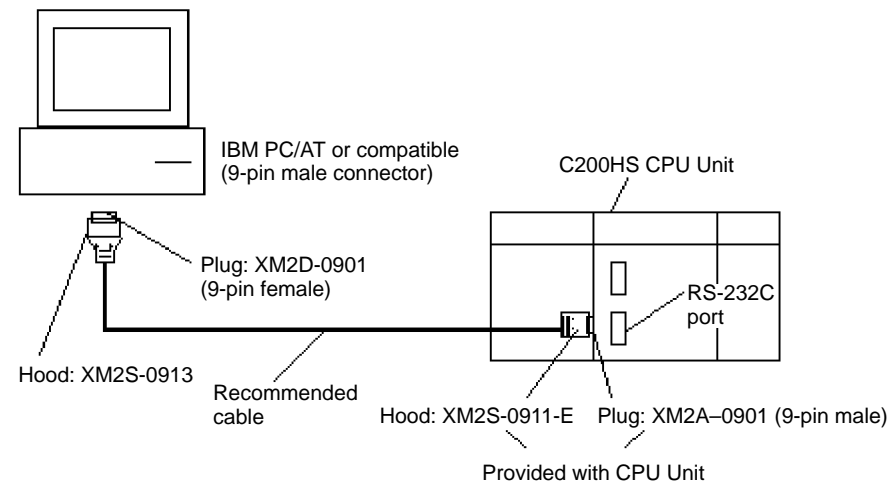 IBM PC/AT or compatible
(9-pin male connector)
C200HS CPU Unit
Plug: XM2D-0901
(9-pin female)
RS-232C
port
Hood: XM2S-0913
Recommended
cable
Hood: XM2S-0911-E
Plug: XM2A–0901 (9-pin male)
Provided with CPU Unit